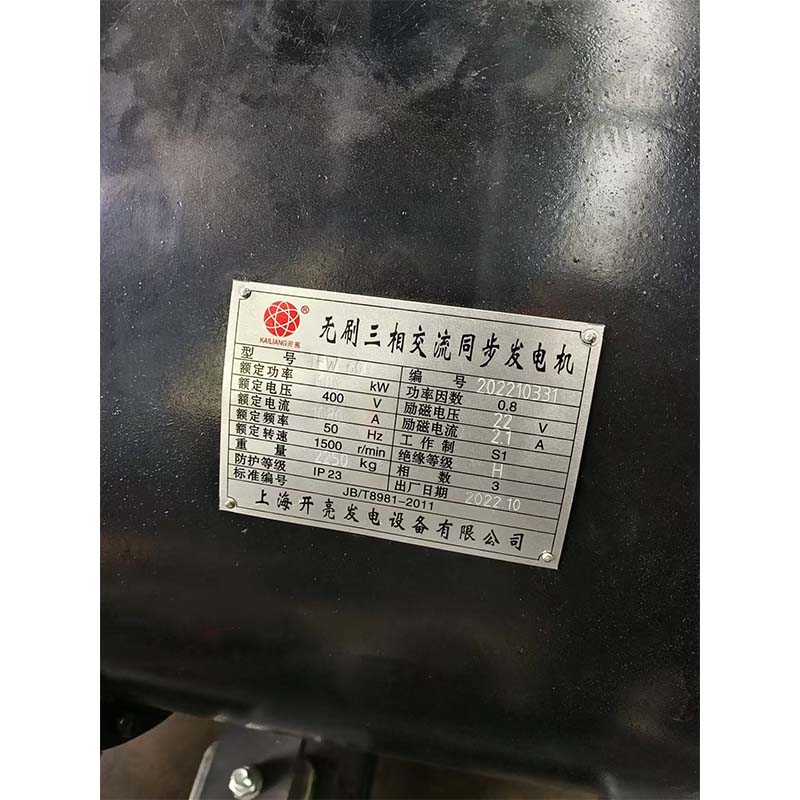 KAILIANG开亮 ®
无刷三相交流同步发电机
型 号 编 号 202210331
额定功率 kW 功率因数 0.8
额定电压 400 V 励磁电压 22 V
额定电流 A 励磁电流 2.1 A
额定频率 50 Hz 工作制 S1
额定转速 1500 r/min 绝缘等级 H
重 量 2250 kg 相 数 3
防护等级 IP23 出厂日期 2022.10
标准编号 JB/T8981-2011
上海开亮发电设备有限公司